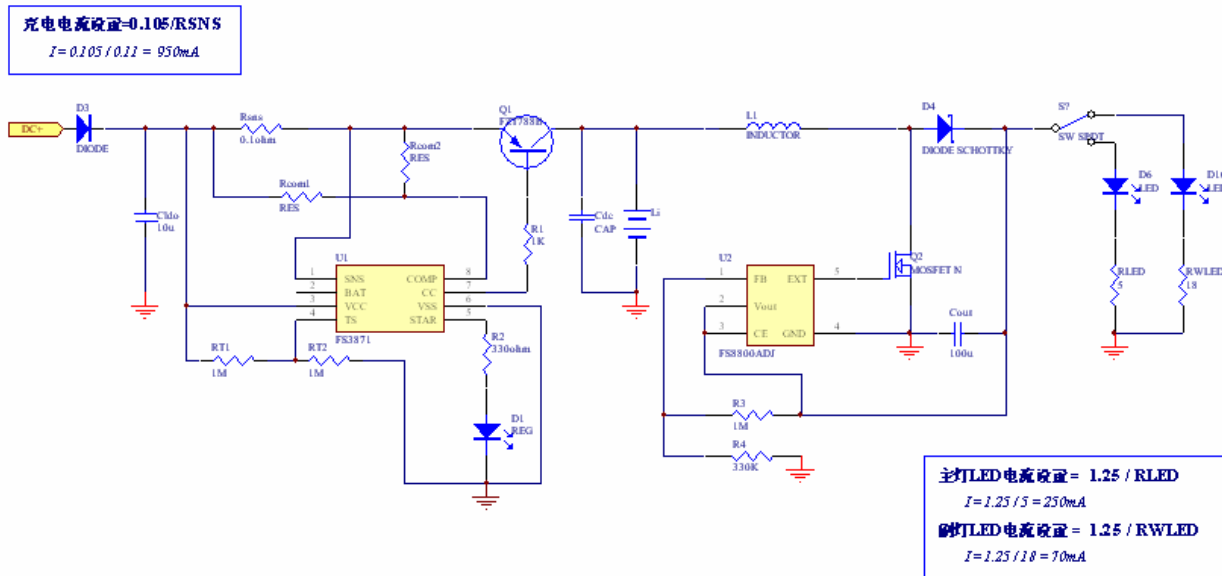 充电电流设置=0.105/RSNS
I = 0.105 / 0.11 = 950mA
DC+
D3
DIODE
Rsns
0.1ohm
Rcom2
RES
Rcom1
RES
Q1
L1
INDUCTOR
D4
DIODE SCHOTTKY
S?
SW SPDT
D6
LED
RLED
5
RWLED
18
Cldo
10u
R1
1K
Cdc
CAP
Li
U1
1 SNS COMP 8
2 BAT CC 7
3 VCC VSS 6
4 TS STAR 5
FS3871
RT1
1M
RT2
1M
R2
330ohm
D1
REG
U2
1 FB EXT 5
2 Vout
3 CE GND 4
FS8800ADJ
Q2
MOSFET N
Cout
100u
R3
1M
R4
330K
主灯LED电流设置= 1.25 / RLED
I = 1.25 / 5 = 250mA
副灯LED电流设置= 1.25 / RWLED
I = 1.25 / 18 = 70mA